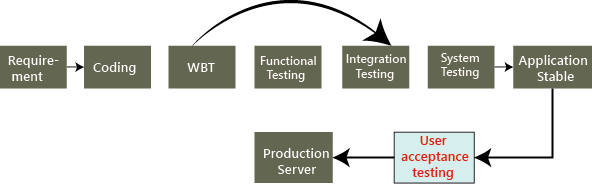 Require-
ment
Coding
WBT
Functional
Testing
Integration
Testing
System
Testing
Application
Stable
Production
Server
User
acceptance
testing